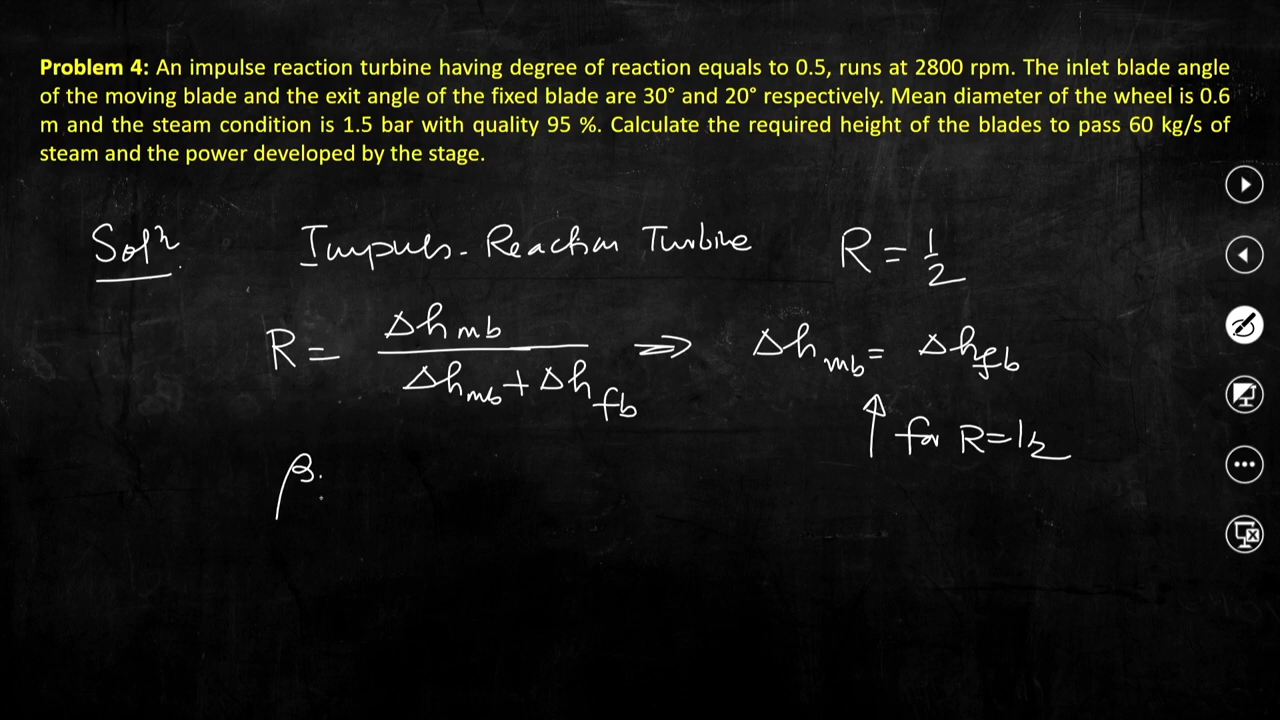 Problem 4: An impulse reaction turbine having degree of reaction equals to 0.5, runs at 2800 rpm. The inlet blade angle
of the moving blade and the exit angle of the fixed blade are 30° and 20° respectively. Mean diameter of the wheel is 0.6
m and the steam condition is 1.5 bar with quality 95 %. Calculate the required height of the blades to pass 60 kg/s of
steam and the power developed by the stage.
Solⁿ. Impuls-Reaction Turbine R = 1/2
R = Δh_mb / (Δh_mb + Δh_fb) ⇒ Δh_mb = Δh_fb
↑ for R=1/2
β